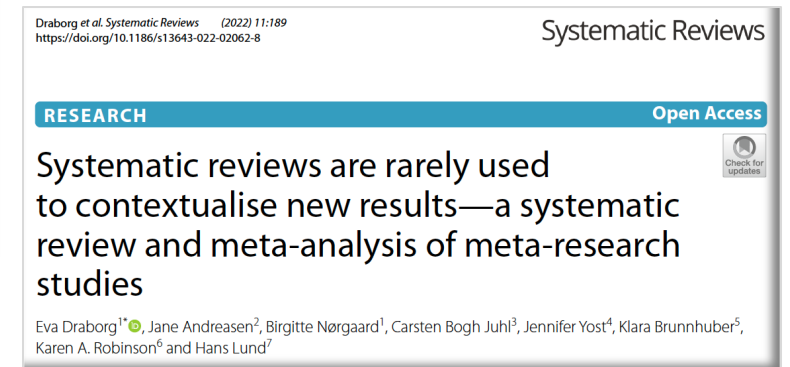 Draborg et al. Systematic Reviews (2022) 11:189
https://doi.org/10.1186/s13643-022-02062-8
Systematic Reviews
RESEARCH
Open Access
Check for
updates
Systematic reviews are rarely used
to contextualise new results—a systematic
review and meta-analysis of meta-research
studies
Eva Draborg1*, Jane Andreasen2, Birgitte Nørgaard1, Carsten Bogh Juhl3, Jennifer Yost4, Klara Brunnhuber5,
Karen A. Robinson6 and Hans Lund7